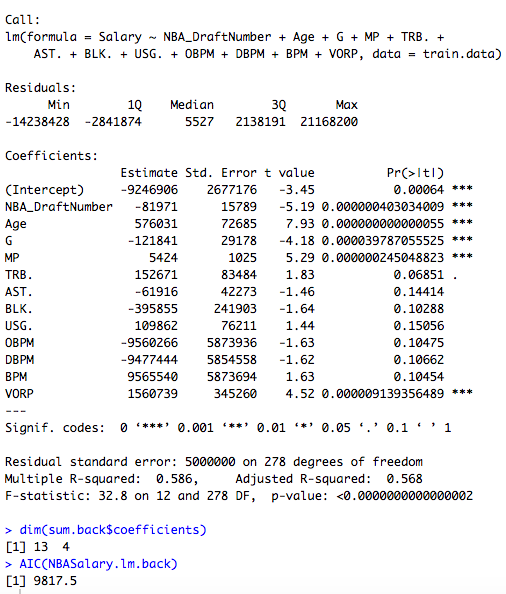 Call:
lm(formula = Salary ~ NBA_DraftNumber + Age + G + MP + TRB. +
    AST. + BLK. + USG. + OBPM + DBPM + BPM + VORP, data = train.data)
Residuals:
      Min        1Q    Median        3Q       Max
-14238428  -2841874      5527   2138191  21168200
Coefficients:
                Estimate Std. Error t value          Pr(>|t|)
(Intercept)     -9246906    2677176   -3.45           0.00064 ***
NBA_DraftNumber   -81971      15789   -5.19 0.000000403034009 ***
Age               576031      72685    7.93 0.000000000000055 ***
G                -121841      29178   -4.18 0.000039787055525 ***
MP                  5424       1025    5.29 0.000000245048823 ***
TRB.              152671      83484    1.83           0.06851 .
AST.              -61916      42273   -1.46           0.14414
BLK.             -395855     241903   -1.64           0.10288
USG.              109862      76211    1.44           0.15056
OBPM            -9560266    5873936   -1.63           0.10475
DBPM            -9477444    5854558   -1.62           0.10662
BPM              9565540    5873694    1.63           0.10454
VORP             1560739     345260    4.52 0.000009139356489 ***
---
Signif. codes:  0 ‘***’ 0.001 ‘**’ 0.01 ‘*’ 0.05 ‘.’ 0.1 ‘ ’ 1
Residual standard error: 5000000 on 278 degrees of freedom
Multiple R-squared:  0.586,	Adjusted R-squared:  0.568
F-statistic: 32.8 on 12 and 278 DF,  p-value: <0.0000000000000002
> dim(sum.back$coefficients)
[1] 13  4
> AIC(NBASalary.lm.back)
[1] 9817.5